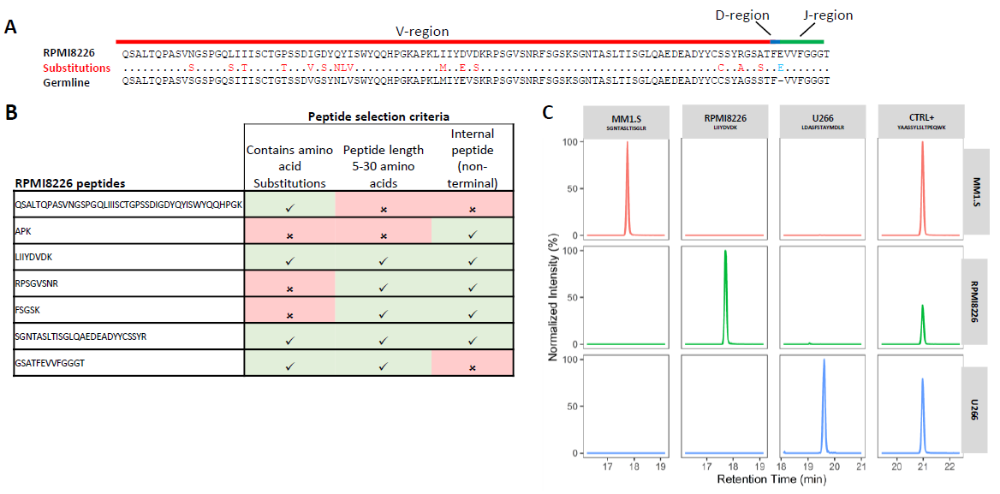 A
V-region
D-region
J-region
RPMI8226 QSALTQPASVNGSPGQLIIISCTGPSSDIGDYQYISWYQQHPGKAPKLIIYDVDKRPSGVSNRFSGSKSGNTASLTISGLQAEDEADYYCSSYRGSATFEVVFGGGT
Substitutions ..........S.....S.T.....T...V.S.NLV.............M..E.S....................................C..A..S..E.......
Germline QSALTQPASVSGSPGQSITISCTGTSSDVGSYNLVSWYQQHPGKAPKLMIYEVSKRPSGVSNRFSGSKSGNTASLTISGLQAEDEADYYCCSYAGSSTF-VVFGGGT
B
Peptide selection criteria
RPMI8226 peptides
Contains amino
acid
Substitutions
Peptide length
5-30 amino
acids
Internal
peptide
(non-
terminal)
QSALTQPASVNGSPGQLIIISCTGPSSDIGDYQYISWYQQHPGK ✓ × ×
APK × × ✓
LIIYDVDK ✓ ✓ ✓
RPSGVSNR × ✓ ✓
FSGSK × ✓ ✓
SGNTASLTISGLQAEDEADYYCSSYR ✓ ✓ ✓
GSATFEVVFGGGT ✓ ✓ ×
C
MM1.S
SGNTASLTISGLR
RPMI8226
LIIYDVDK
U266
LDASFSTAYMDLR
CTRL+
YAASSYLSLTPEQWK
Normalized Intensity (%)
100
50
0
MM1.S
100
50
0
RPMI8226
100
50
0
U266
17 18 19
17 18 19
18 19 20 21
20 21 22
Retention Time (min)